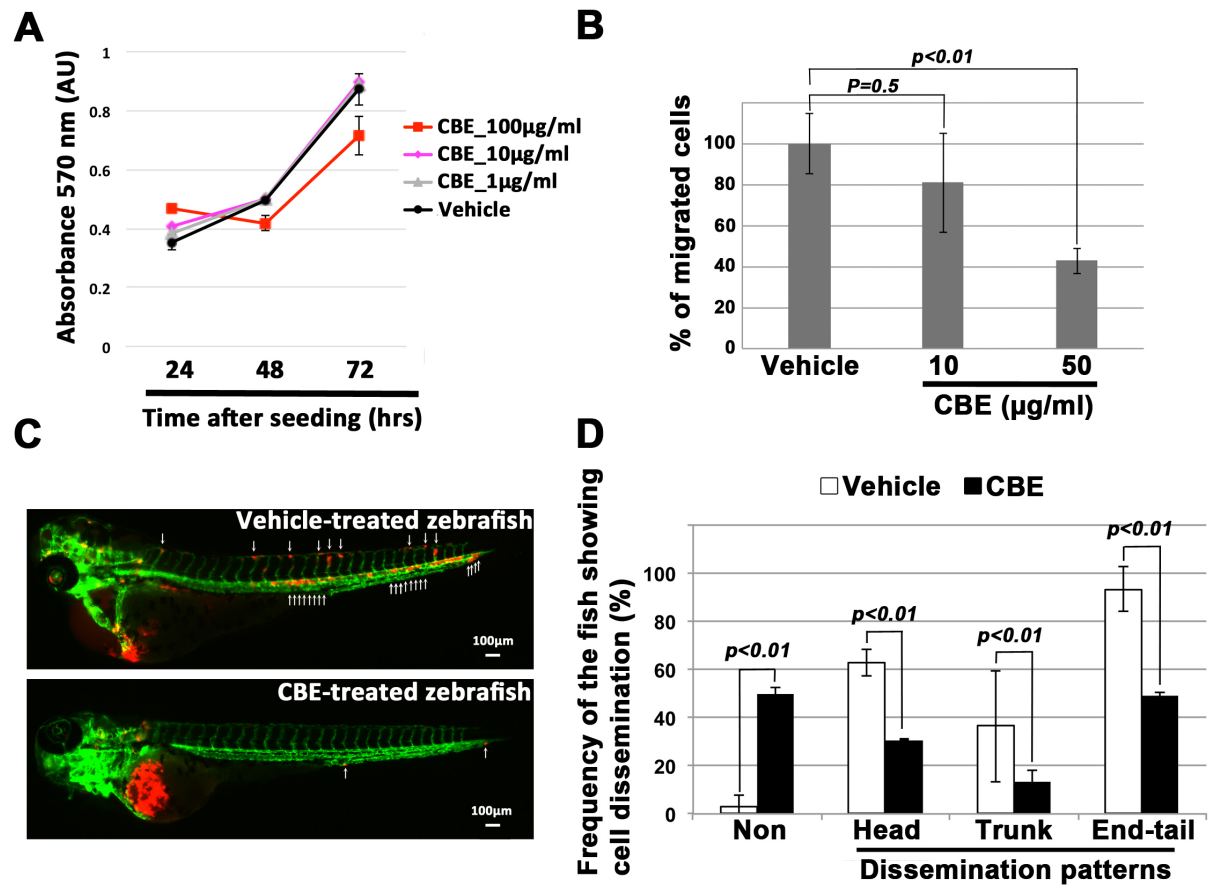 A
Absorbance 570 nm (AU)
1
0.8
0.6
0.4
0.2
0
24 48 72
Time after seeding (hrs)
CBE_100µg/ml
CBE_10µg/ml
CBE_1µg/ml
Vehicle
B
% of migrated cells
p<0.01
P=0.5
100
80
60
40
20
0
Vehicle 10 50
CBE (µg/ml)
C
Vehicle-treated zebrafish
100µm
CBE-treated zebrafish
100µm
D
Frequency of the fish showing
cell dissemination (%)
Vehicle CBE
100
80
60
40
20
0
p<0.01
p<0.01
p<0.01
p<0.01
Non Head Trunk End-tail
Dissemination patterns